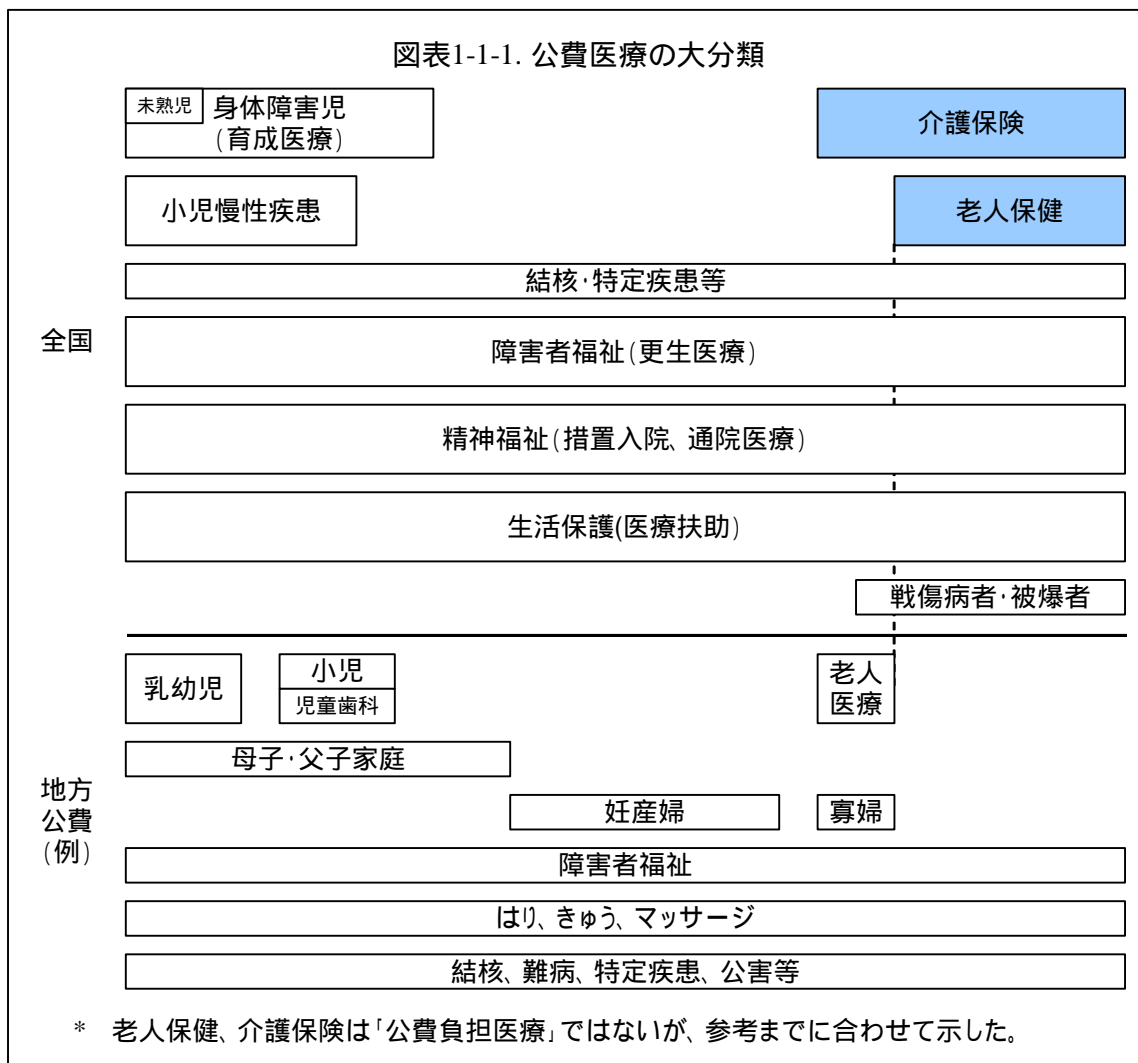 図表1-1-1. 公費医療の大分類
未熟児
身体障害児
(育成医療)
介護保険
小児慢性疾患
老人保健
結核・特定疾患等
全国
障害者福祉(更生医療)
精神福祉(措置入院、通院医療)
生活保護(医療扶助)
戦傷病者・被爆者
乳幼児
小児
児童歯科
老人
医療
母子・父子家庭
地方
公費
(例)
妊産婦
寡婦
障害者福祉
はり、きゅう、マッサージ
結核、難病、特定疾患、公害等
* 老人保健、介護保険は「公費負担医療」ではないが、参考までに合わせて示した。